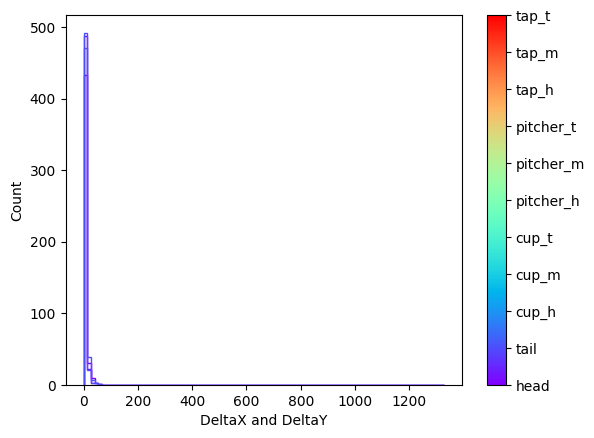 500
400
300
200
100
0
Count
0 200 400 600 800 1000 1200
DeltaX and DeltaY
tap_t
tap_m
tap_h
pitcher_t
pitcher_m
pitcher_h
cup_t
cup_m
cup_h
tail
head